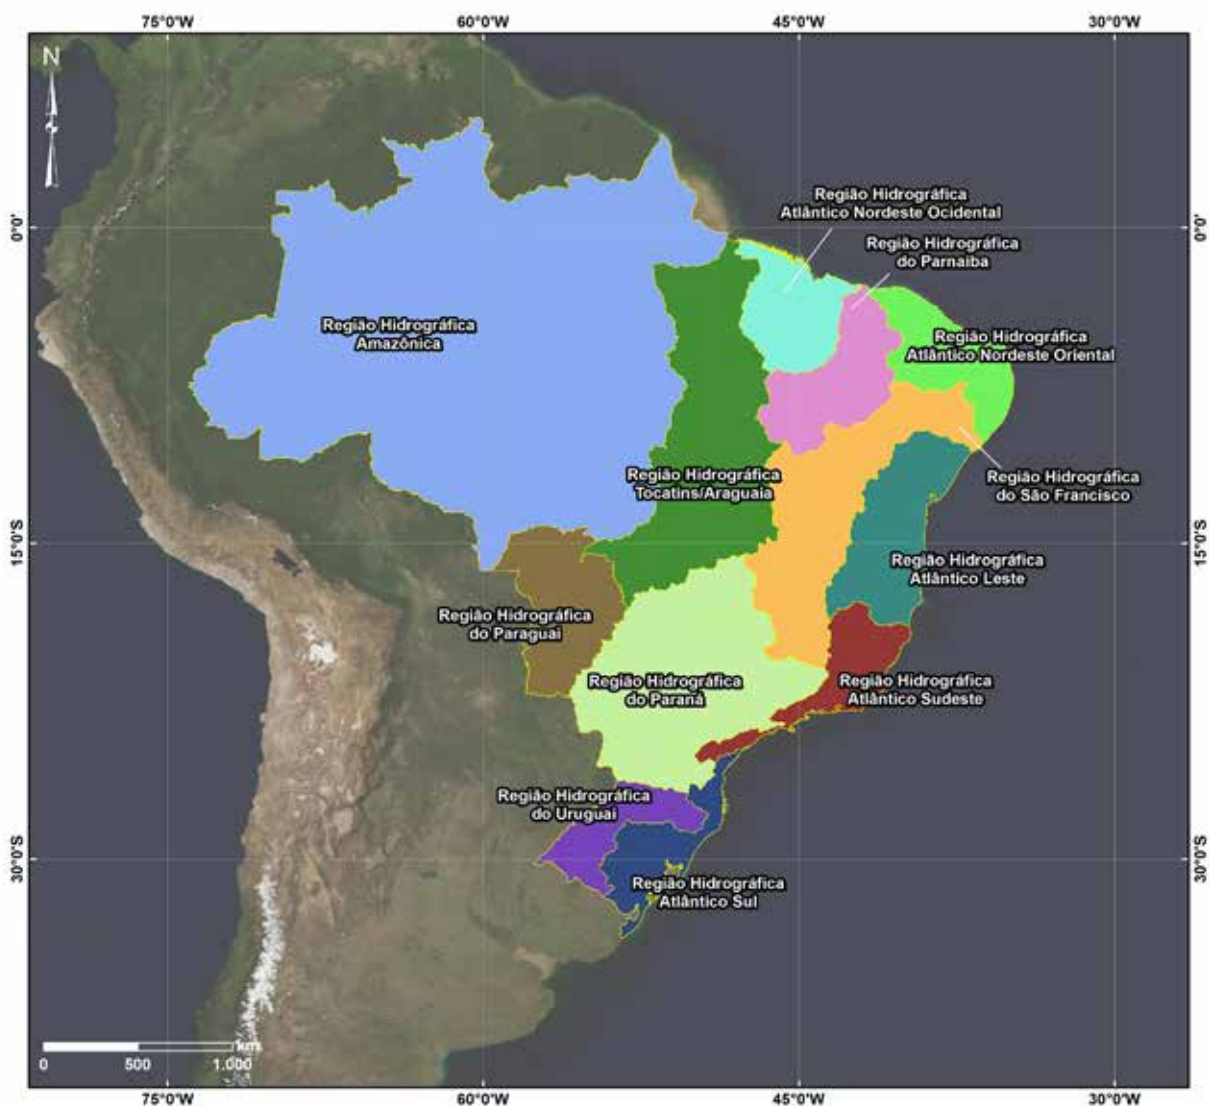 75°0'W 60°0'W 45°0'W 30°0'W
N
Região Hidrográfica
Atlântico Nordeste Ocidental
0°0'
0°0'
Região Hidrográfica
do Parnaiba
Região Hidrográfica
Amazônica
Região Hidrográfica
Atlântico Nordeste Oriental
Região Hidrográfica
Tocatins/Araguaia
Região Hidrográfica
do São Francisco
15°0'S
15°0'S
Região Hidrográfica
Atlântico Leste
Região Hidrográfica
do Paraguai
Região Hidrográfica
do Paraná
Região Hidrográfica
Atlântico Sudeste
Região Hidrográfica
do Uruguai
30°0'S
30°0'S
Região Hidrográfica
Atlântico Sul
km
0 500 1.000
75°0'W 60°0'W 45°0'W 30°0'W